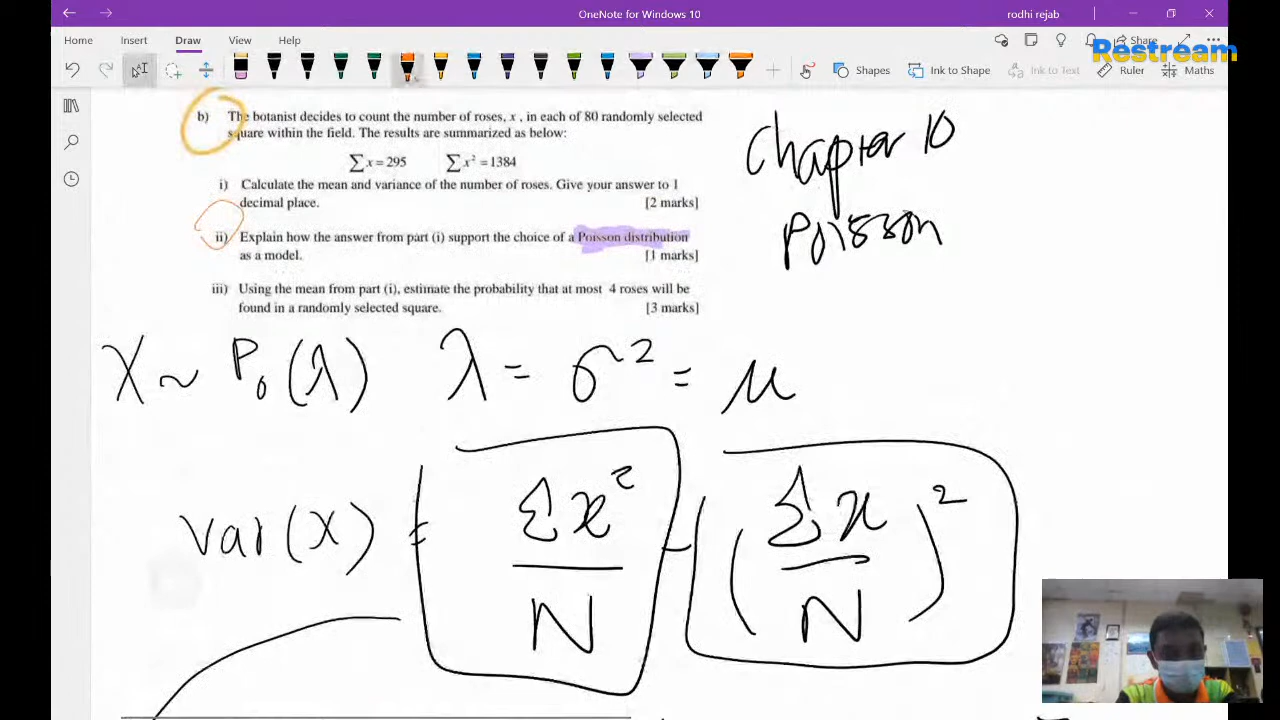 OneNote for Windows 10
rodhi rejab
Home Insert Draw View Help
Share
Restream
Shapes Ink to Shape Ink to Text Ruler Maths
b) The botanist decides to count the number of roses, x , in each of 80 randomly selected
square within the field. The results are summarized as below:
∑x = 295 ∑x² = 1384
i) Calculate the mean and variance of the number of roses. Give your answer to 1
decimal place. [2 marks]
ii) Explain how the answer from part (i) support the choice of a Poisson distribution
as a model. [1 marks]
iii) Using the mean from part (i), estimate the probability that at most 4 roses will be
found in a randomly selected square. [3 marks]
Chapter 10
Poisson
X ~ Po(λ) λ = σ² = μ
var(X) = ∑x²/N - (∑x/N)²